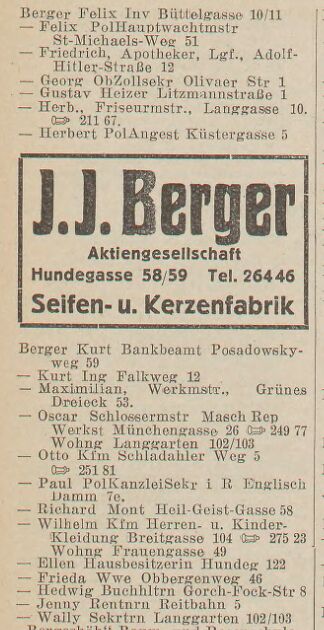 Berger Felix Inv Büttelgasse 10/11
— Felix PolHauptwachtmstr
St-Michaels-Weg 51
— Friedrich, Apotheker, Lgf., Adolf-
Hitler-Straße 12
— Georg ObZollsekr Olivaer Str 1
— Gustav Heizer Litzmannstraße 1
— Herb., Friseurmstr., Langgasse 10.
☎ 211 67.
— Herbert PolAngest Küstergasse 5
J. J. Berger
Aktiengesellschaft
Hundegasse 58/59 Tel. 26446
Seifen- u. Kerzenfabrik
Berger Kurt Bankbeamt Posadowsky-
weg 59
— Kurt Ing Falkweg 12
— Maximilian, Werkmstr., Grünes
Dreieck 53.
— Oscar Schlossermstr Masch Rep
Werkst Münchengasse 26 ☎ 249 77
Wohng Langgarten 102/103
— Otto Kfm Schladahler Weg 5
☎ 251 81
— Paul PolKanzleiSekr i R Englisch
Damm 7e.
— Richard Mont Heil-Geist-Gasse 58
— Wilhelm Kfm Herren- u. Kinder-
Kleidung Breitgasse 104 ☎ 275 23
Wohng Frauengasse 49
— Ellen Hausbesitzerin Hundeg 122
— Frieda Wwe Obbergenweg 46
— Hedwig Buchhltrn Gorch-Fock-Str 8
— Jenny Rentnrn Reitbahn 5
— Wally Sekrtrn Langgarten 102/103